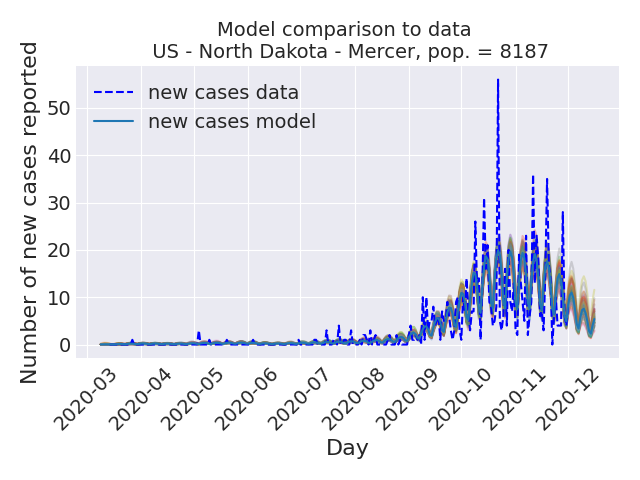 Model comparison to data
US - North Dakota - Mercer, pop. = 8187
new cases data
new cases model
Number of new cases reported
50
40
30
20
10
0
2020-03
2020-04
2020-05
2020-06
2020-07
2020-08
2020-09
2020-10
2020-11
2020-12
Day